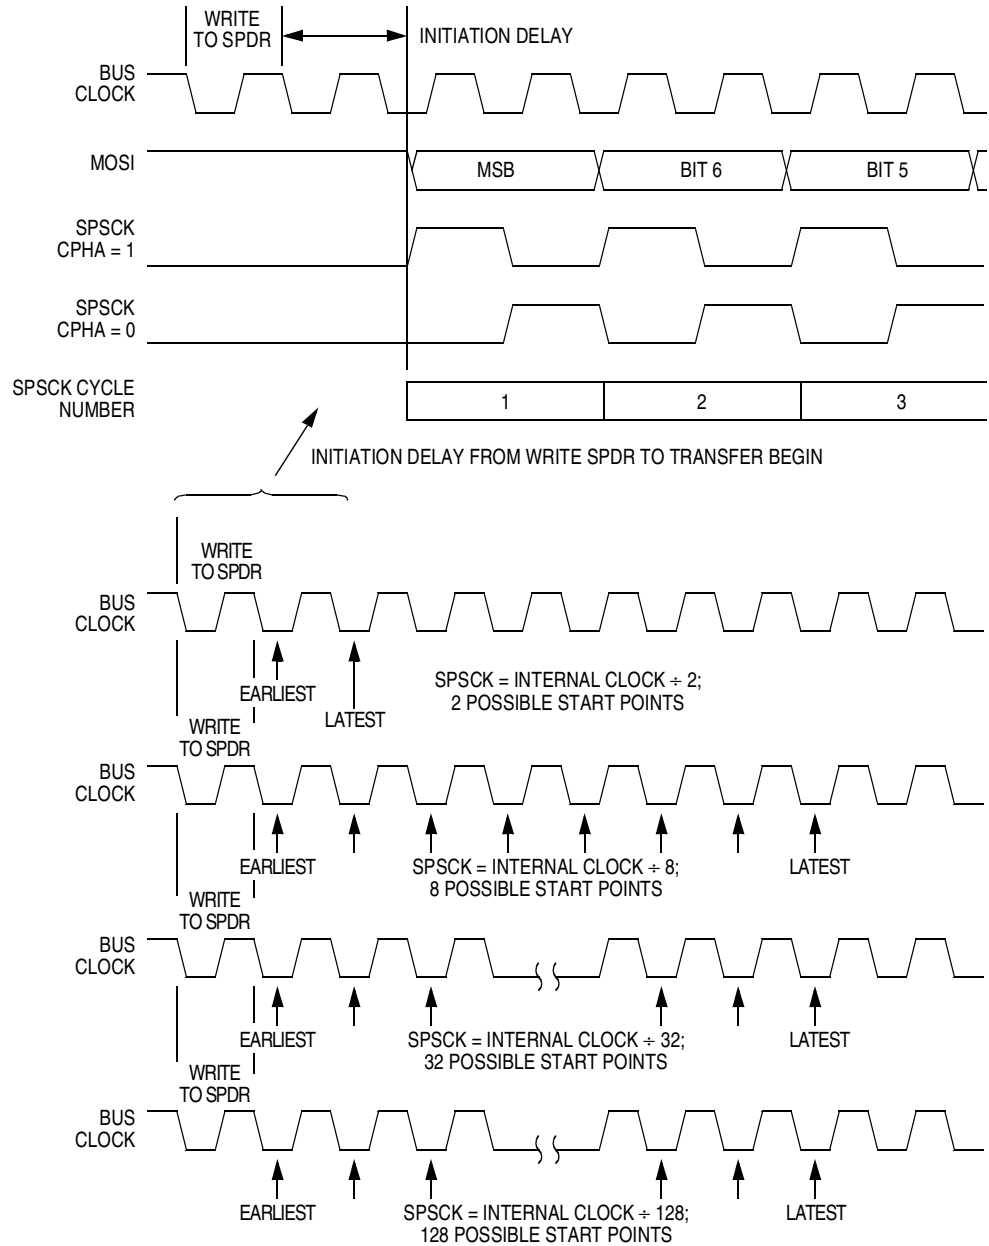 WRITE
TO SPDR
INITIATION DELAY
BUS
CLOCK
MOSI
MSB
BIT 6
BIT 5
SPSCK
CPHA = 1
SPSCK
CPHA = 0
SPSCK CYCLE
NUMBER
1
2
3
INITIATION DELAY FROM WRITE SPDR TO TRANSFER BEGIN
WRITE
TO SPDR
BUS
CLOCK
EARLIEST
LATEST
SPSCK = INTERNAL CLOCK ÷ 2;
2 POSSIBLE START POINTS
WRITE
TO SPDR
BUS
CLOCK
EARLIEST
SPSCK = INTERNAL CLOCK ÷ 8;
8 POSSIBLE START POINTS
LATEST
WRITE
TO SPDR
BUS
CLOCK
EARLIEST
SPSCK = INTERNAL CLOCK ÷ 32;
32 POSSIBLE START POINTS
LATEST
WRITE
TO SPDR
BUS
CLOCK
EARLIEST
SPSCK = INTERNAL CLOCK ÷ 128;
128 POSSIBLE START POINTS
LATEST